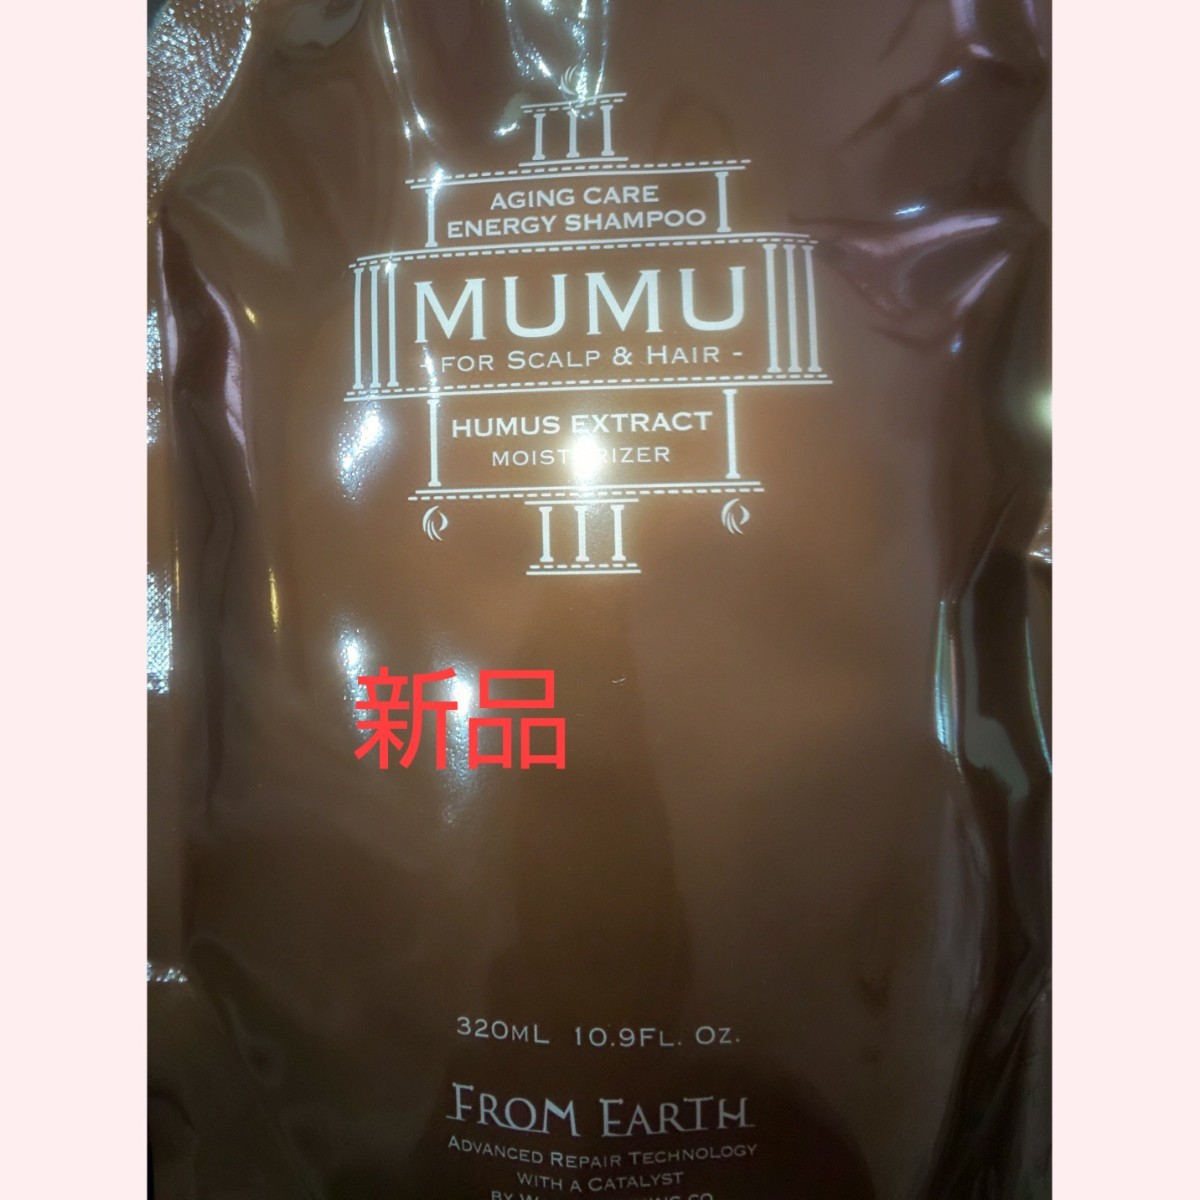 AGING CARE
ENERGY SHAMPOO
MUMU
- FOR SCALP & HAIR -
HUMUS EXTRACT
MOISTURIZER
新品
320ML 10.9FL. OZ.
FROM EARTH
ADVANCED REPAIR TECHNOLOGY
WITH A CATALYST
BY